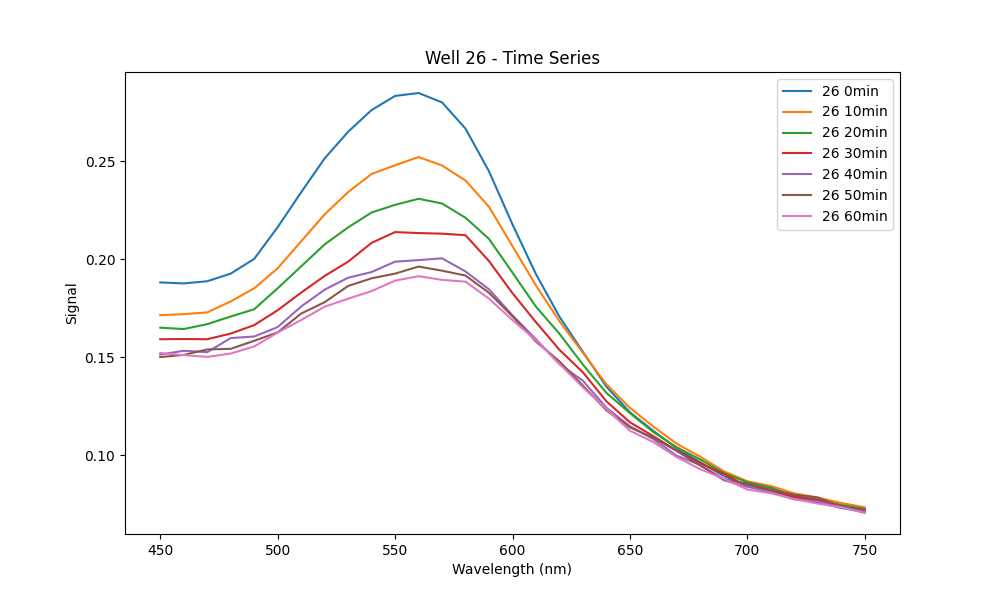 Well 26 - Time Series
Signal
0.25
0.20
0.15
0.10
450 500 550 600 650 700 750
Wavelength (nm)
26 0min
26 10min
26 20min
26 30min
26 40min
26 50min
26 60min